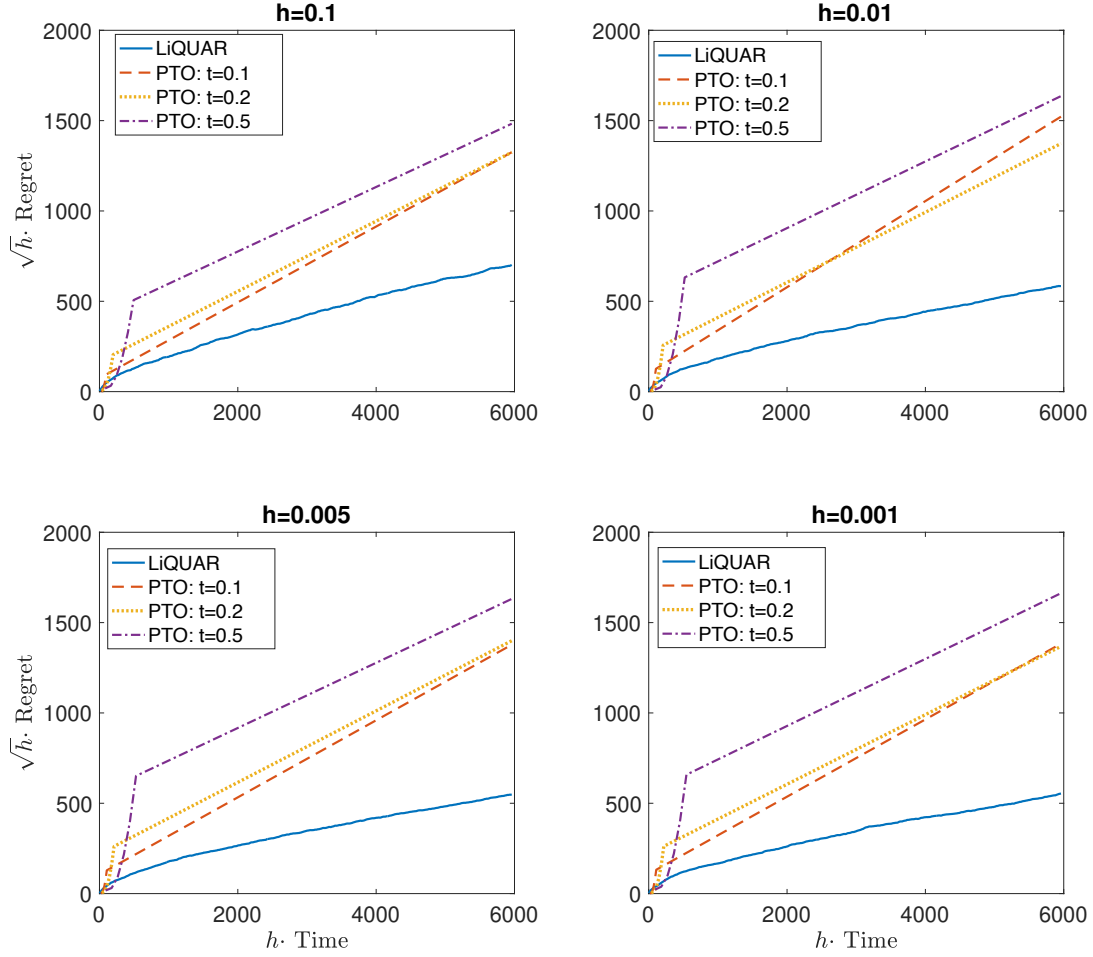 h=0.1
2000
1500
1000
500
0
0
2000
4000
6000
√h· Regret
LiQUAR
PTO: t=0.1
PTO: t=0.2
PTO: t=0.5
h=0.01
2000
1500
1000
500
0
0
2000
4000
6000
LiQUAR
PTO: t=0.1
PTO: t=0.2
PTO: t=0.5
h=0.005
2000
1500
1000
500
0
0
2000
4000
6000
√h· Regret
h· Time
LiQUAR
PTO: t=0.1
PTO: t=0.2
PTO: t=0.5
h=0.001
2000
1500
1000
500
0
0
2000
4000
6000
h· Time
LiQUAR
PTO: t=0.1
PTO: t=0.2
PTO: t=0.5